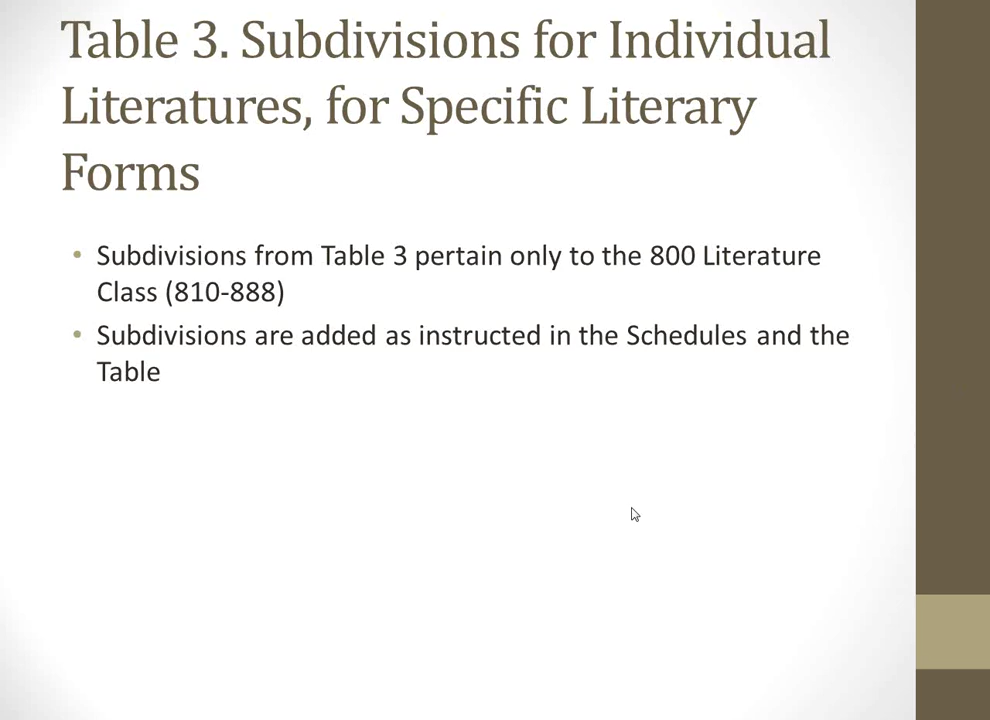 Table 3. Subdivisions for Individual
Literatures, for Specific Literary
Forms
• Subdivisions from Table 3 pertain only to the 800 Literature
Class (810-888)
• Subdivisions are added as instructed in the Schedules and the
Table